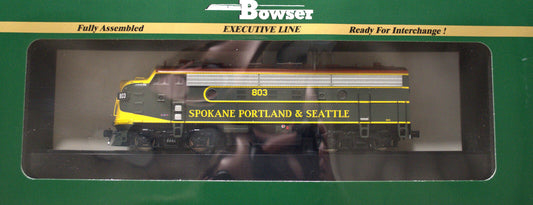 Bowser
Fully Assembled
EXECUTIVE LINE
Ready For Interchange !
803
803
SPOKANE PORTLAND & SEATTLE